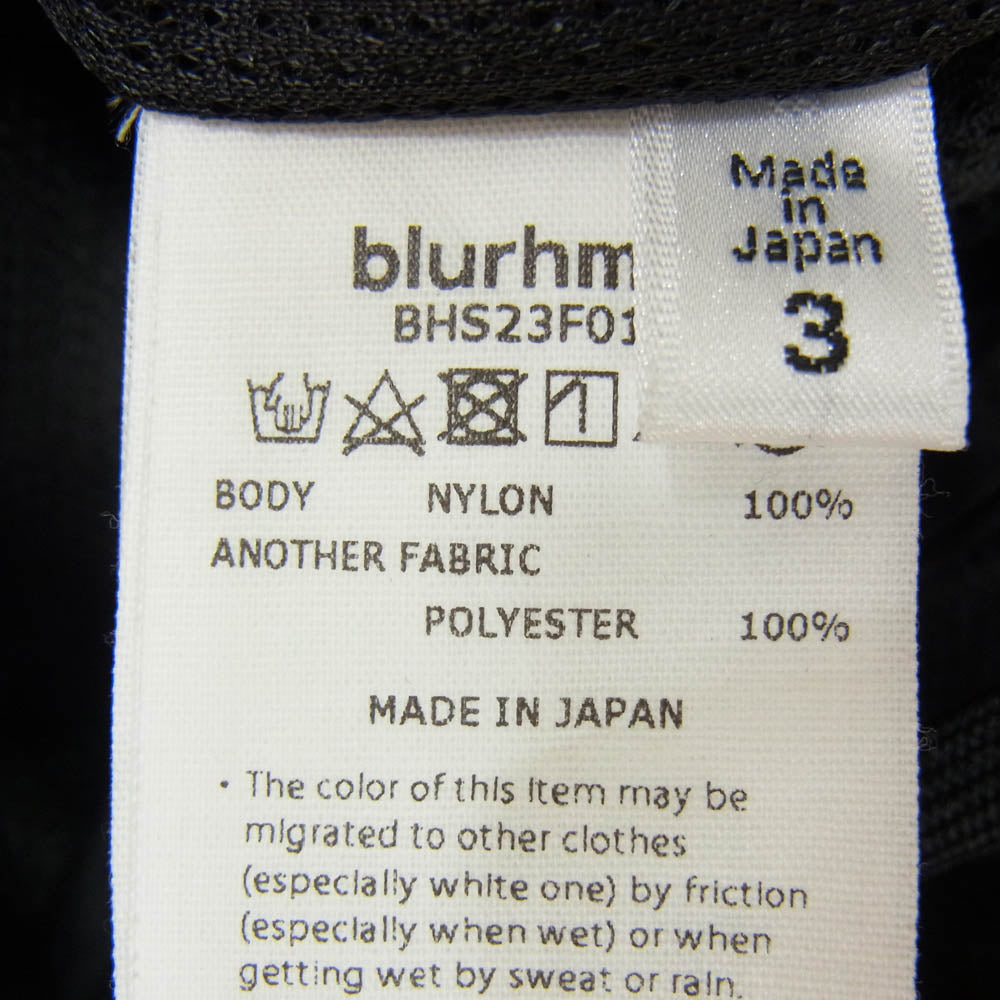 Made
in
Japan
3
blurhm
BHS23F01
BODY NYLON 100%
ANOTHER FABRIC
POLYESTER 100%
MADE IN JAPAN
• The color of this item may be
migrated to other clothes
(especially white one) by friction
(especially when wet) or when
getting wet by sweat or rain.